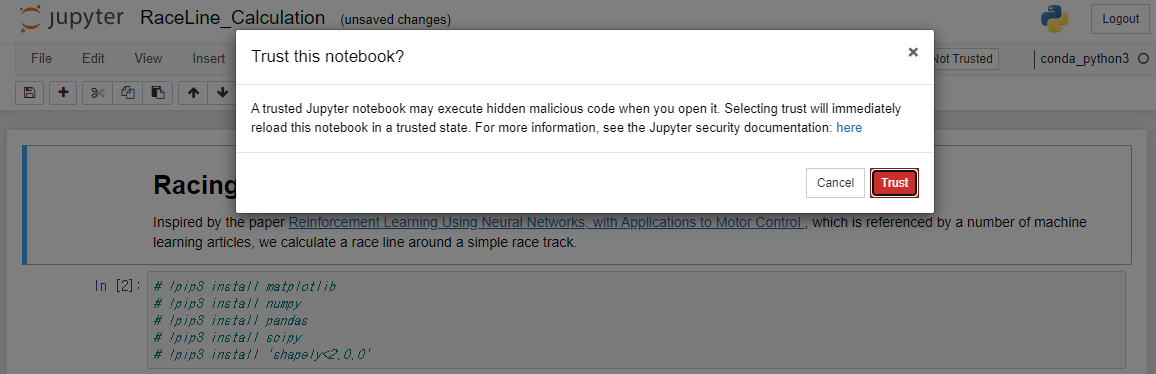 jupyter RaceLine_Calculation (unsaved changes) Logout
File Edit View Insert Not Trusted conda_python3
Trust this notebook?
A trusted Jupyter notebook may execute hidden malicious code when you open it. Selecting trust will immediately
reload this notebook in a trusted state. For more information, see the Jupyter security documentation: here
Cancel Trust
Racing
Inspired by the paper Reinforcement Learning Using Neural Networks, with Applications to Motor Control , which is referenced by a number of machine
learning articles, we calculate a race line around a simple race track.
In [2]: # !pip3 install matplotlib
# !pip3 install numpy
# !pip3 install pandas
# !pip3 install scipy
# !pip3 install 'shapely<2.0.0'